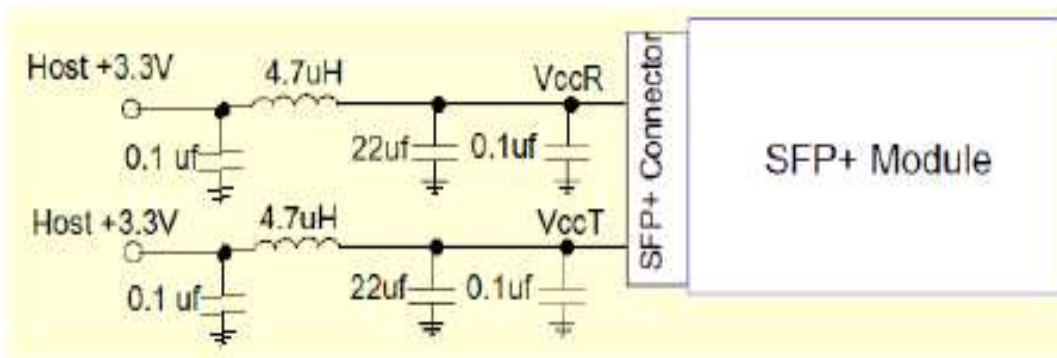 Host +3.3V
4.7uH
VccR
0.1 uf
22uf
0.1uf
Host +3.3V
4.7uH
VccT
0.1 uf
22uf
0.1uf
SFP+ Connector
SFP+ Module